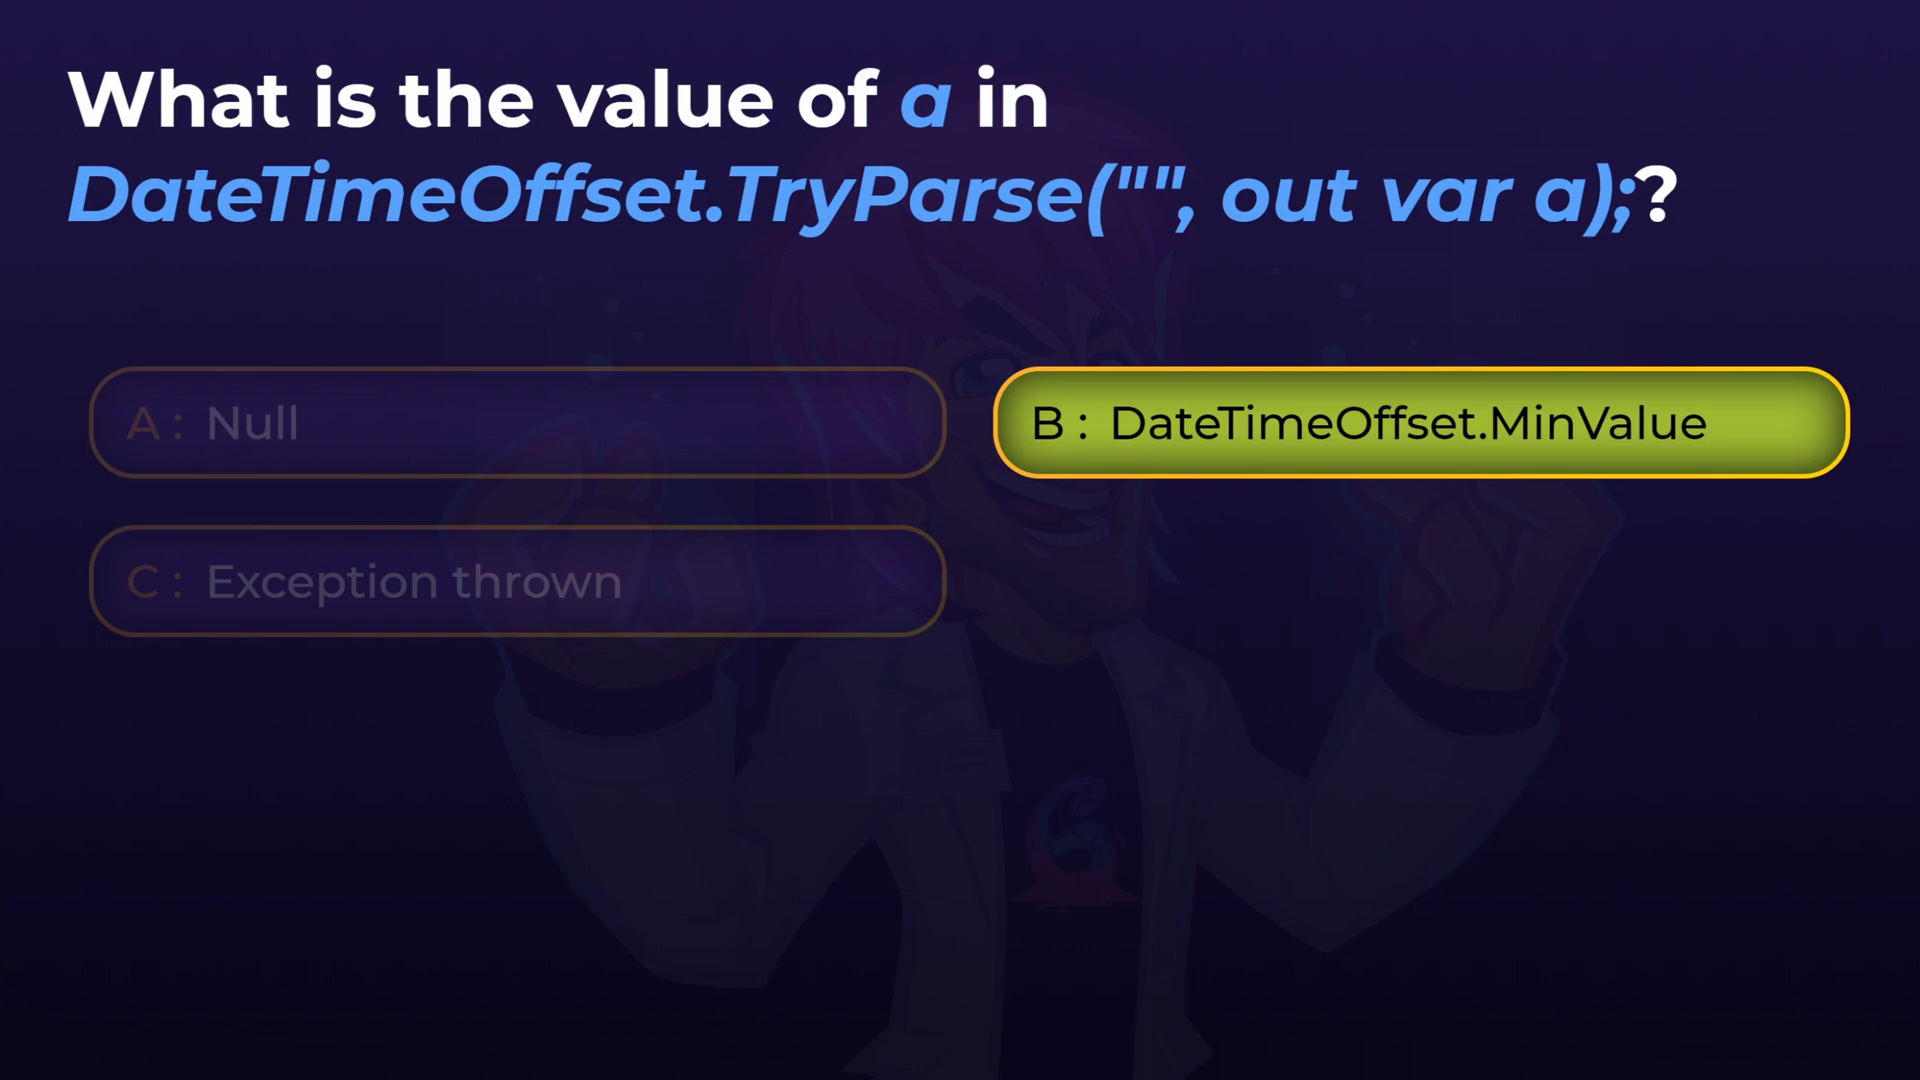 What is the value of a in
DateTimeOffset.TryParse("", out var a);?
A : Null
B : DateTimeOffset.MinValue
C : Exception thrown